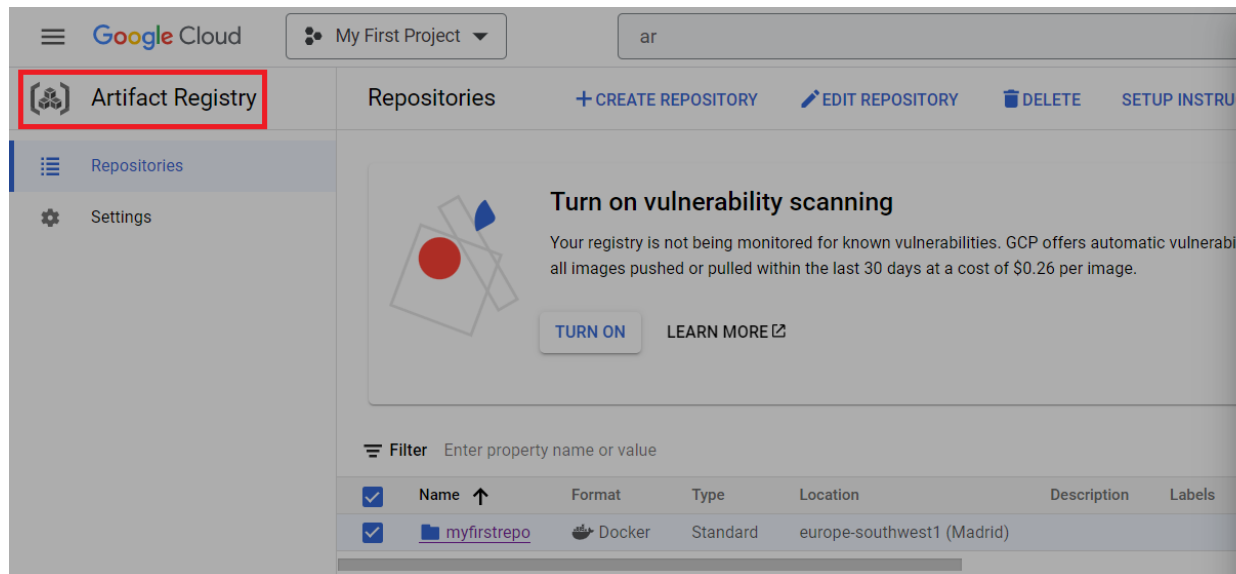 Google Cloud My First Project ar
Artifact Registry Repositories CREATE REPOSITORY EDIT REPOSITORY DELETE SETUP INSTRU
Repositories
Settings
Turn on vulnerability scanning
Your registry is not being monitored for known vulnerabilities. GCP offers automatic vulnerabi
all images pushed or pulled within the last 30 days at a cost of $0.26 per image.
TURN ON LEARN MORE
Filter Enter property name or value
Name Format Type Location Description Labels
myfirstrepo Docker Standard europe-southwest1 (Madrid)